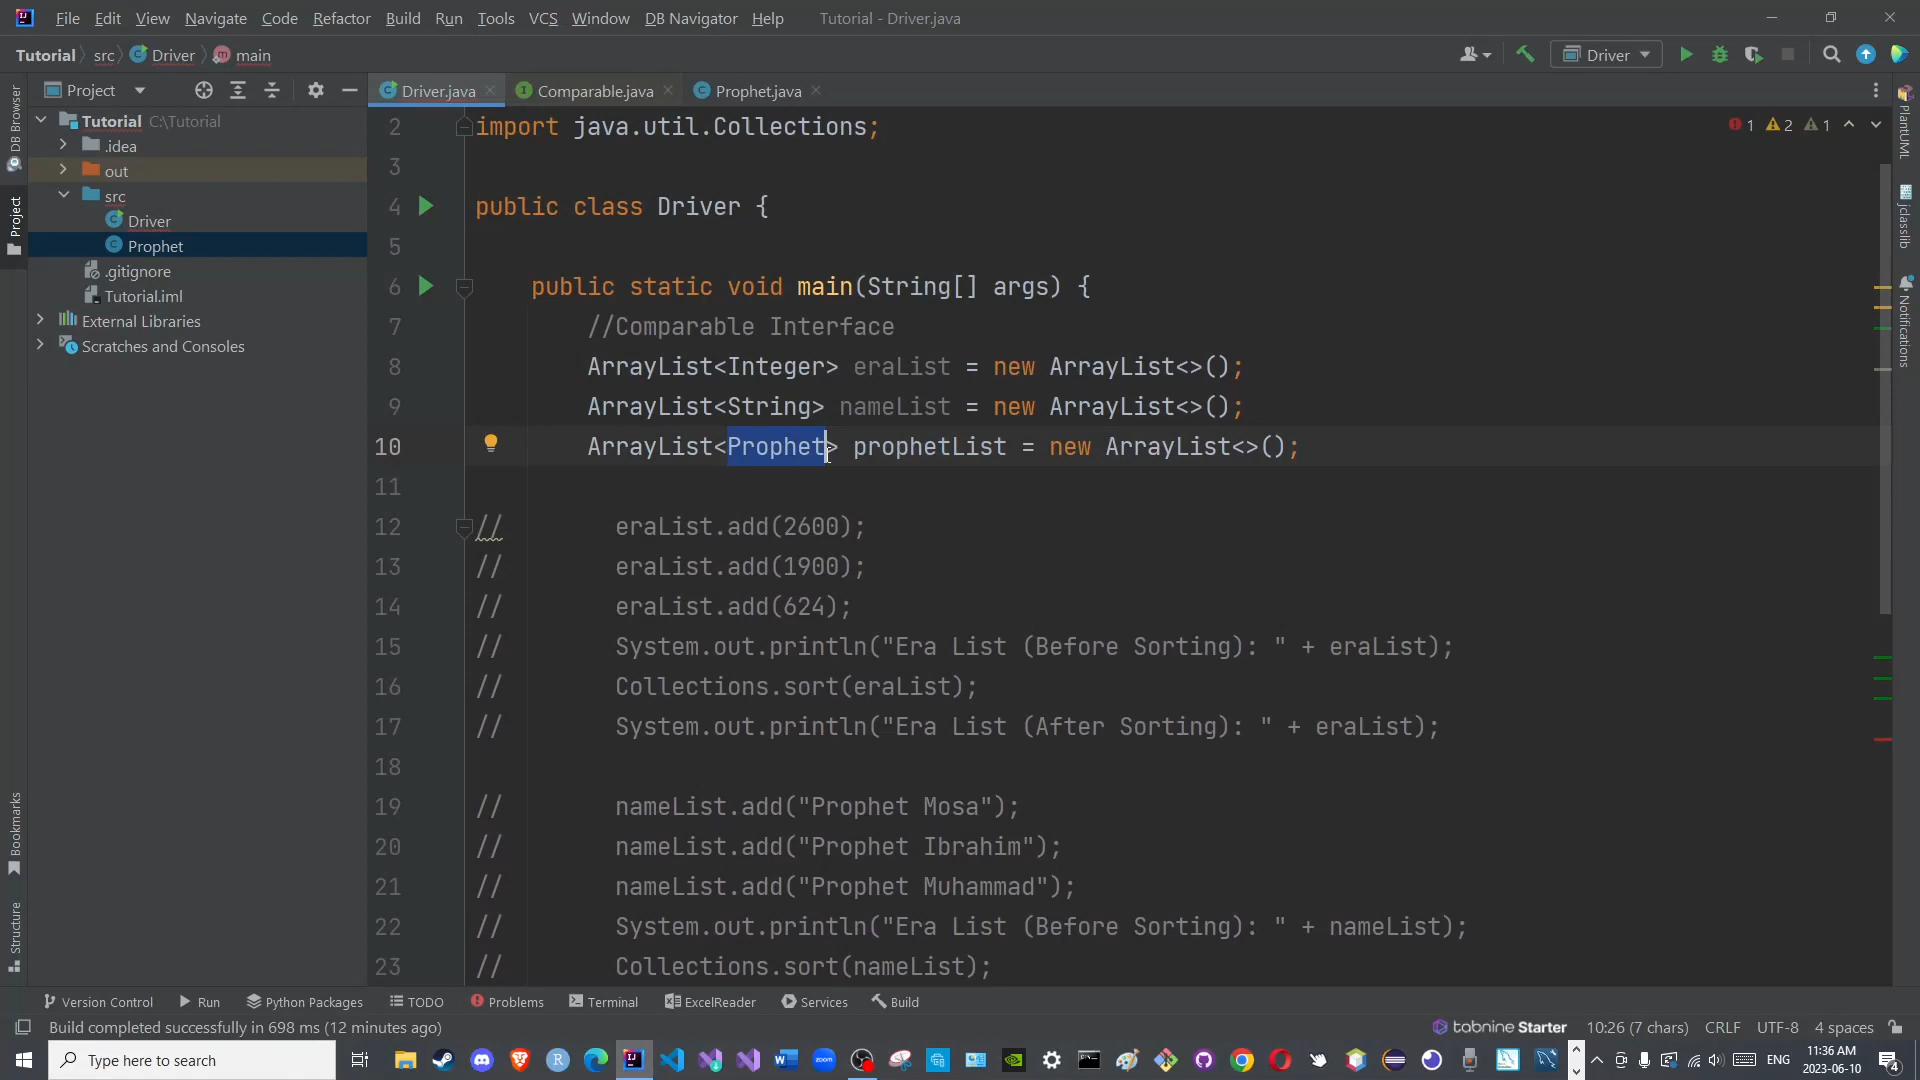 File Edit View Navigate Code Refactor Build Run Tools VCS Window DB Navigator Help Tutorial - Driver.java
Tutorial src Driver main Driver
Project Driver.java Comparable.java Prophet.java
DB Browser
Project
Bookmarks
Structure
Tutorial C:\Tutorial
.idea
out
src
Driver
Prophet
.gitignore
Tutorial.iml
External Libraries
Scratches and Consoles
1 2 1
2 import java.util.Collections;
3
4 public class Driver {
5
6 public static void main(String[] args) {
7 //Comparable Interface
8 ArrayList<Integer> eraList = new ArrayList<>();
9 ArrayList<String> nameList = new ArrayList<>();
10 ArrayList<Prophet> prophetList = new ArrayList<>();
11
12 // eraList.add(2600);
13 // eraList.add(1900);
14 // eraList.add(624);
15 // System.out.println("Era List (Before Sorting): " + eraList);
16 // Collections.sort(eraList);
17 // System.out.println("Era List (After Sorting): " + eraList);
18
19 // nameList.add("Prophet Mosa");
20 // nameList.add("Prophet Ibrahim");
21 // nameList.add("Prophet Muhammad");
22 // System.out.println("Era List (Before Sorting): " + nameList);
23 // Collections.sort(nameList);
PlantUML
jclasslib
Notifications
Version Control Run Python Packages TODO Problems Terminal ExcelReader Services Build
Build completed successfully in 698 ms (12 minutes ago) tabnine Starter 10:26 (7 chars) CRLF UTF-8 4 spaces
Type here to search ENG 11:36 AM
2023-06-10
4